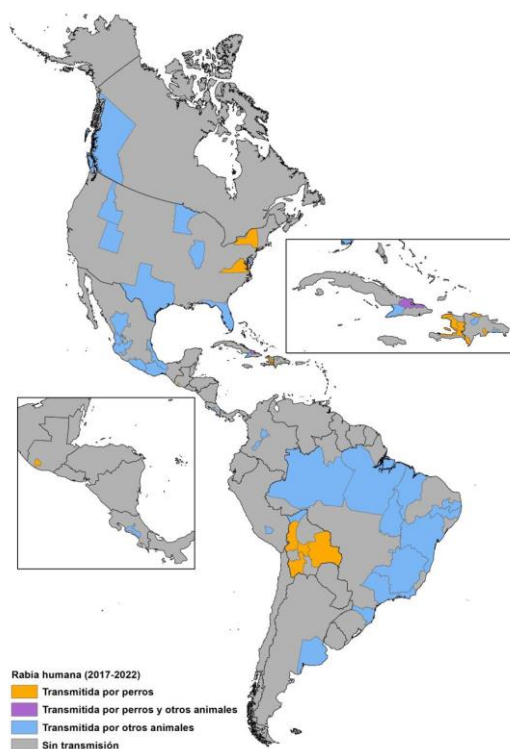 Rabia humana (2017-2022)
Transmitida por perros
Transmitida por perros y otros animales
Transmitida por otros animales
Sin transmisión